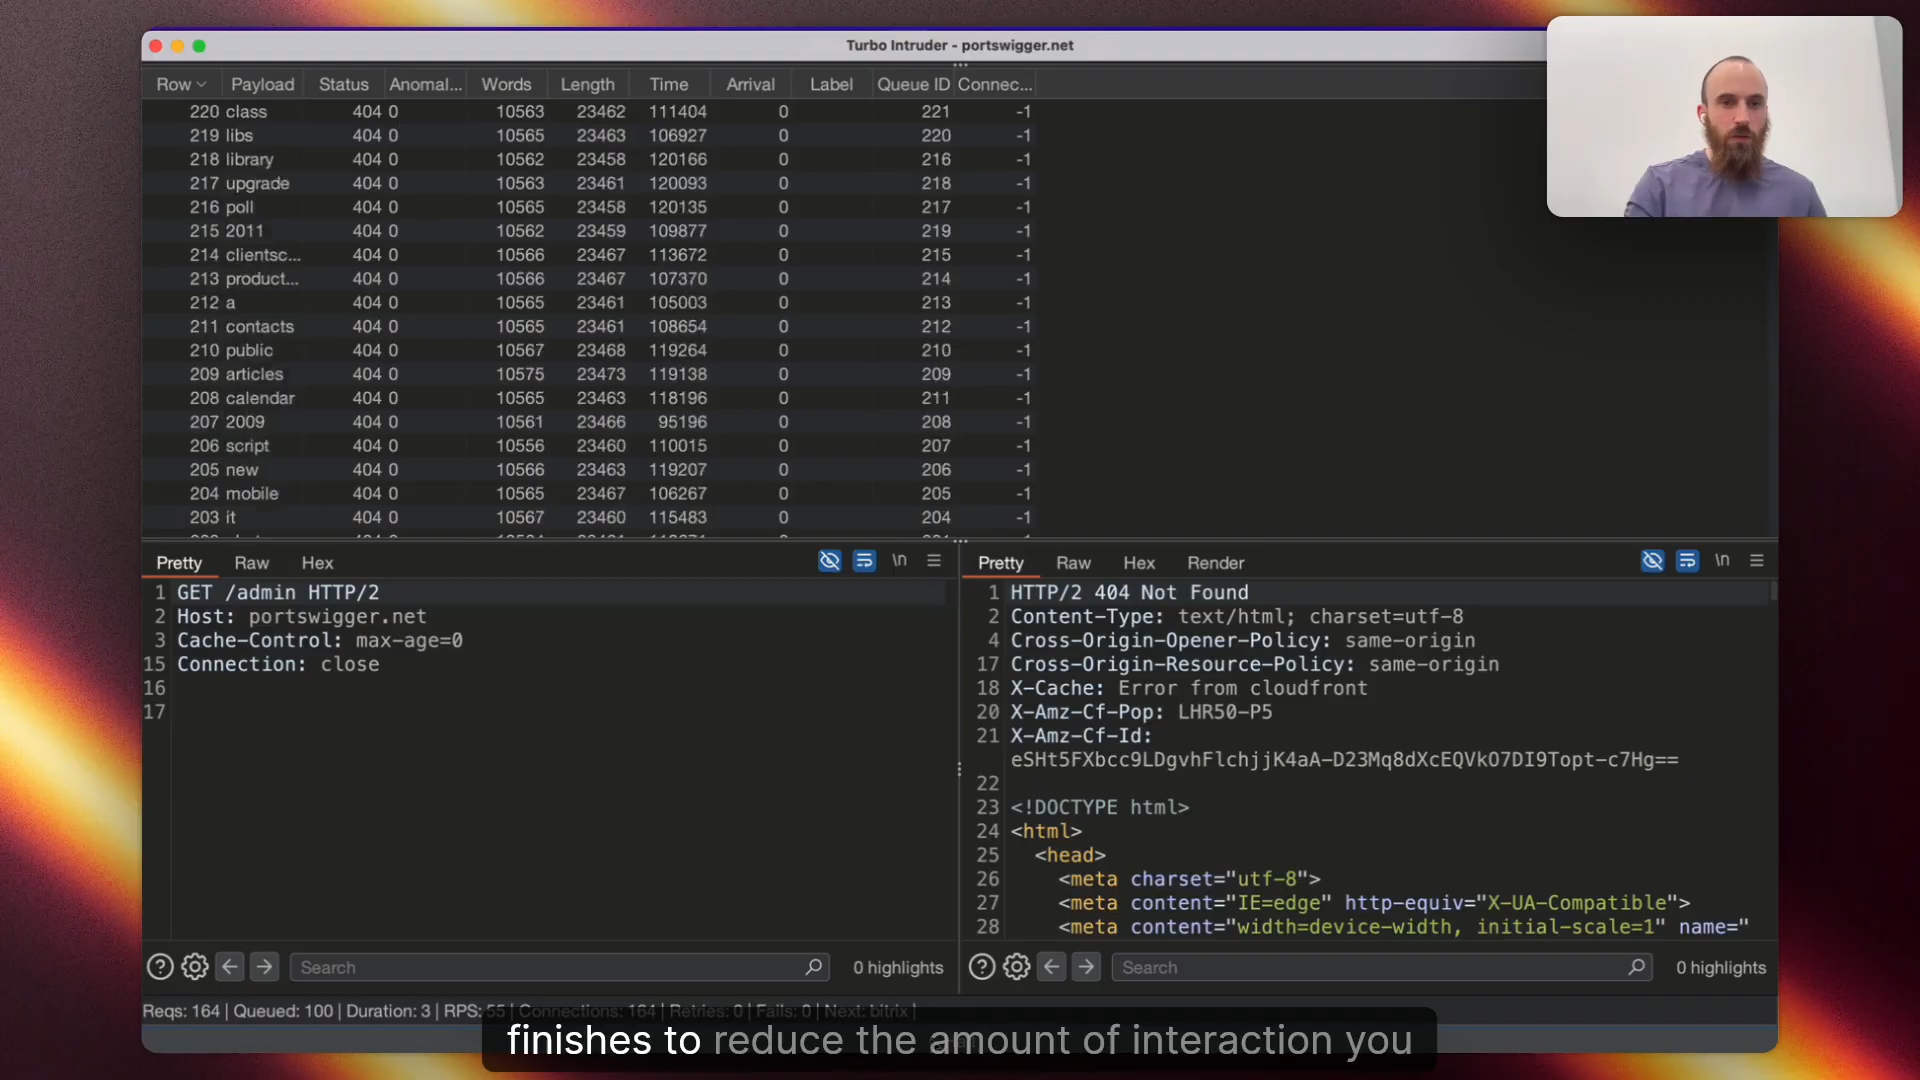 Turbo Intruder - portswigger.net
Row Payload Status Anomal... Words Length Time Arrival Label Queue ID Connec...
220 class 404 0 10563 23462 111404 0 221 -1
219 libs 404 0 10565 23463 106927 0 220 -1
218 library 404 0 10562 23458 120166 0 216 -1
217 upgrade 404 0 10563 23461 120093 0 218 -1
216 poll 404 0 10565 23458 120135 0 217 -1
215 2011 404 0 10562 23459 109877 0 219 -1
214 clientsc... 404 0 10566 23467 113672 0 215 -1
213 product... 404 0 10566 23467 107370 0 214 -1
212 a 404 0 10565 23461 105003 0 213 -1
211 contacts 404 0 10565 23461 108654 0 212 -1
210 public 404 0 10567 23468 119264 0 210 -1
209 articles 404 0 10575 23473 119138 0 209 -1
208 calendar 404 0 10565 23463 118196 0 211 -1
207 2009 404 0 10561 23466 95196 0 208 -1
206 script 404 0 10556 23460 110015 0 207 -1
205 new 404 0 10566 23463 119207 0 206 -1
204 mobile 404 0 10565 23467 106267 0 205 -1
203 it 404 0 10567 23460 115483 0 204 -1
Pretty Raw Hex \n
1 GET /admin HTTP/2
2 Host: portswigger.net
3 Cache-Control: max-age=0
15 Connection: close
16
17
Search 0 highlights
Pretty Raw Hex Render \n
1 HTTP/2 404 Not Found
2 Content-Type: text/html; charset=utf-8
4 Cross-Origin-Opener-Policy: same-origin
17 Cross-Origin-Resource-Policy: same-origin
18 X-Cache: Error from cloudfront
20 X-Amz-Cf-Pop: LHR50-P5
21 X-Amz-Cf-Id:
eSHt5FXbcc9LDgvhFlchjjK4aA-D23Mq8dXcEQVkO7DI9Topt-c7Hg==
22
23 <!DOCTYPE html>
24 <html>
25 <head>
26 <meta charset="utf-8">
27 <meta content="IE=edge" http-equiv="X-UA-Compatible">
28 <meta content="width=device-width, initial-scale=1" name="
Search 0 highlights
Reqs: 164 | Queued: 100 | Duration: 3 | RPS: 55 | Connections: 164 | Retries: 0 | Fails: 0 | Next: bitrix |
finishes to reduce the amount of interaction you